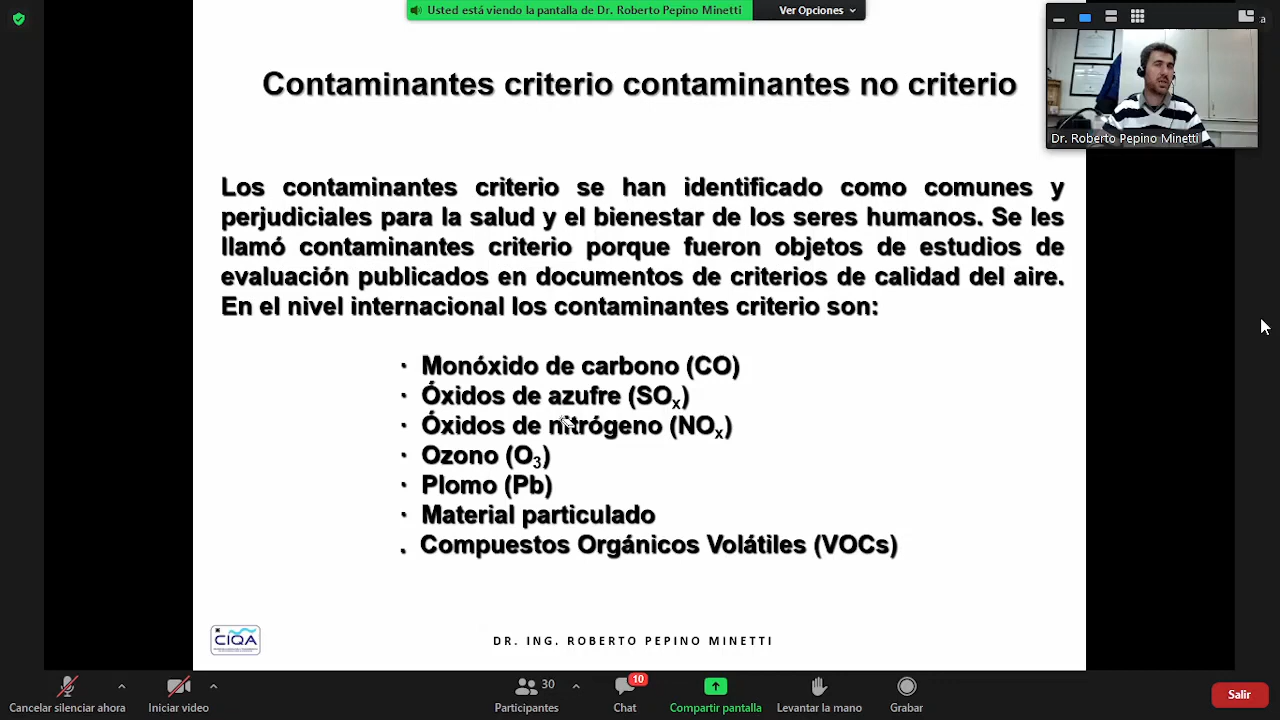 Usted está viendo la pantalla de Dr. Roberto Pepino Minetti
Ver Opciones
Contaminantes criterio contaminantes no criterio
Dr. Roberto Pepino Minetti
Los contaminantes criterio se han identificado como comunes y
perjudiciales para la salud y el bienestar de los seres humanos. Se les
llamó contaminantes criterio porque fueron objetos de estudios de
evaluación publicados en documentos de criterios de calidad del aire.
En el nivel internacional los contaminantes criterio son:
· Monóxido de carbono (CO)
· Óxidos de azufre (SOx)
· Óxidos de nitrógeno (NOx)
· Ozono (O3)
· Plomo (Pb)
· Material particulado
. Compuestos Orgánicos Volátiles (VOCs)
CIQA
DR. ING. ROBERTO PEPINO MINETTI
30
10
Cancelar silenciar ahora
Iniciar video
Participantes
Chat
Compartir pantalla
Levantar la mano
Grabar
Salir